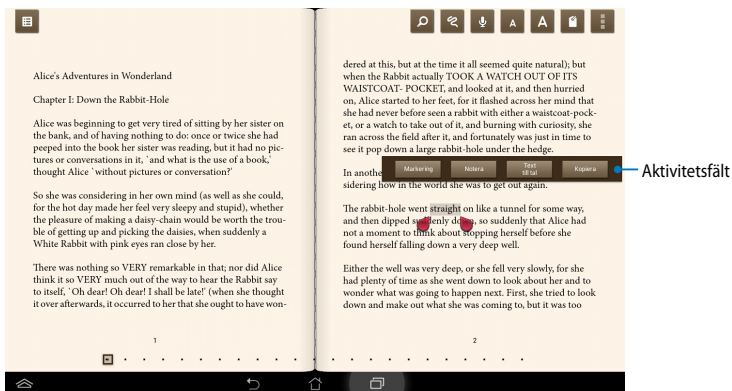 Alice's Adventures in Wonderland
Chapter I: Down the Rabbit-Hole
Alice was beginning to get very tired of sitting by her sister on
the bank, and of having nothing to do: once or twice she had
peeped into the book her sister was reading, but it had no pic-
tures or conversations in it, `and what is the use of a book,'
thought Alice `without pictures or conversation?'
So she was considering in her own mind (as well as she could,
for the hot day made her feel very sleepy and stupid), whether
the pleasure of making a daisy-chain would be worth the trou-
ble of getting up and picking the daisies, when suddenly a
White Rabbit with pink eyes ran close by her.
There was nothing so VERY remarkable in that; nor did Alice
think it so VERY much out of the way to hear the Rabbit say
to itself, `Oh dear! Oh dear! I shall be late!' (when she thought
it over afterwards, it occurred to her that she ought to have won-
1
A
A
dered at this, but at the time it all seemed quite natural); but
when the Rabbit actually TOOK A WATCH OUT OF ITS
WAISTCOAT- POCKET, and looked at it, and then hurried
on, Alice started to her feet, for it flashed across her mind that
she had never before seen a rabbit with either a waistcoat-pock-
et, or a watch to take out of it, and burning with curiosity, she
ran across the field after it, and fortunately was just in time to
see it pop down a large rabbit-hole under the hedge.
In anothe
Markering
Notera
Text
till tal
Kopiera
Aktivitetsfält
sidering how in the world she was to get out again.
The rabbit-hole went straight on like a tunnel for some way,
and then dipped suddenly down, so suddenly that Alice had
not a moment to think about stopping herself before she
found herself falling down a very deep well.
Either the well was very deep, or she fell very slowly, for she
had plenty of time as she went down to look about her and to
wonder what was going to happen next. First, she tried to look
down and make out what she was coming to, but it was too
2